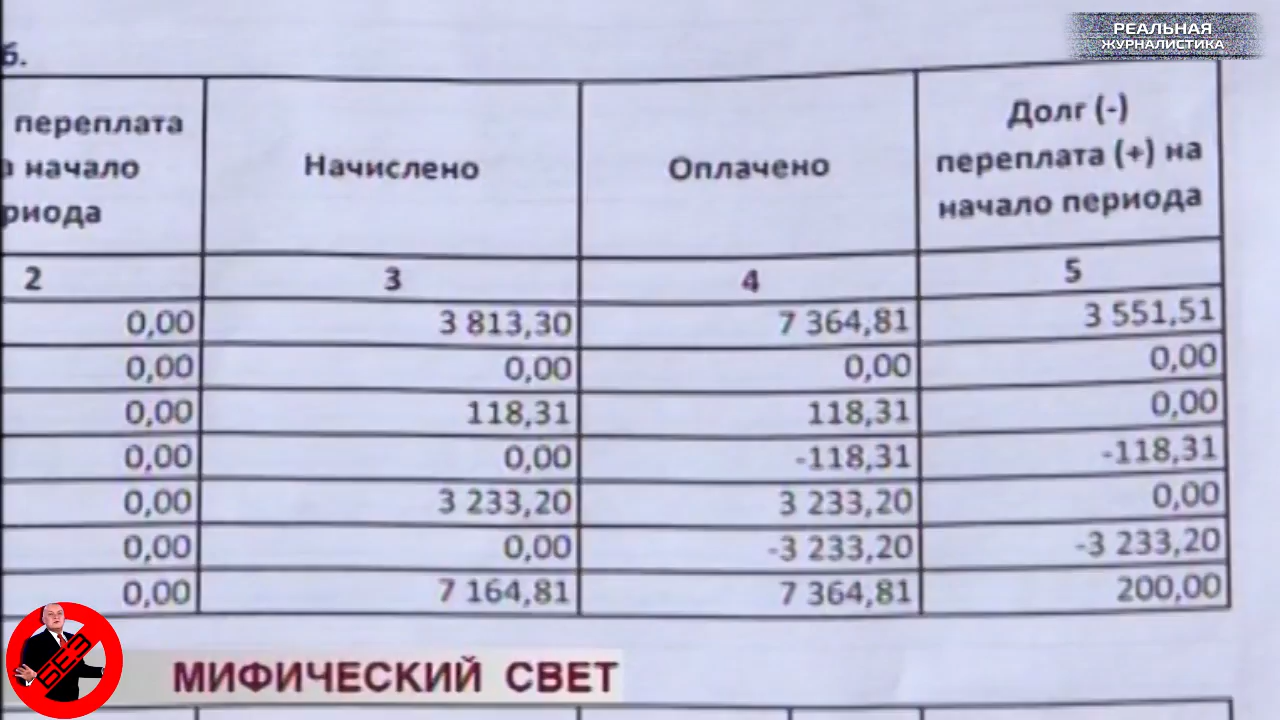 РЕАЛЬНАЯ
ЖУРНАЛИСТИКА
б.
переплата
начало
риода
Начислено
Оплачено
Долг (-)
переплата (+) на
начало периода
2 3 4 5
0,00 3 813,30 7 364,81 3 551,51
0,00 0,00 0,00 0,00
0,00 118,31 118,31 0,00
0,00 0,00 -118,31 -118,31
0,00 3 233,20 3 233,20 0,00
0,00 0,00 -3 233,20 -3 233,20
0,00 7 164,81 7 364,81 200,00
БЕЗ
МИФИЧЕСКИЙ СВЕТ